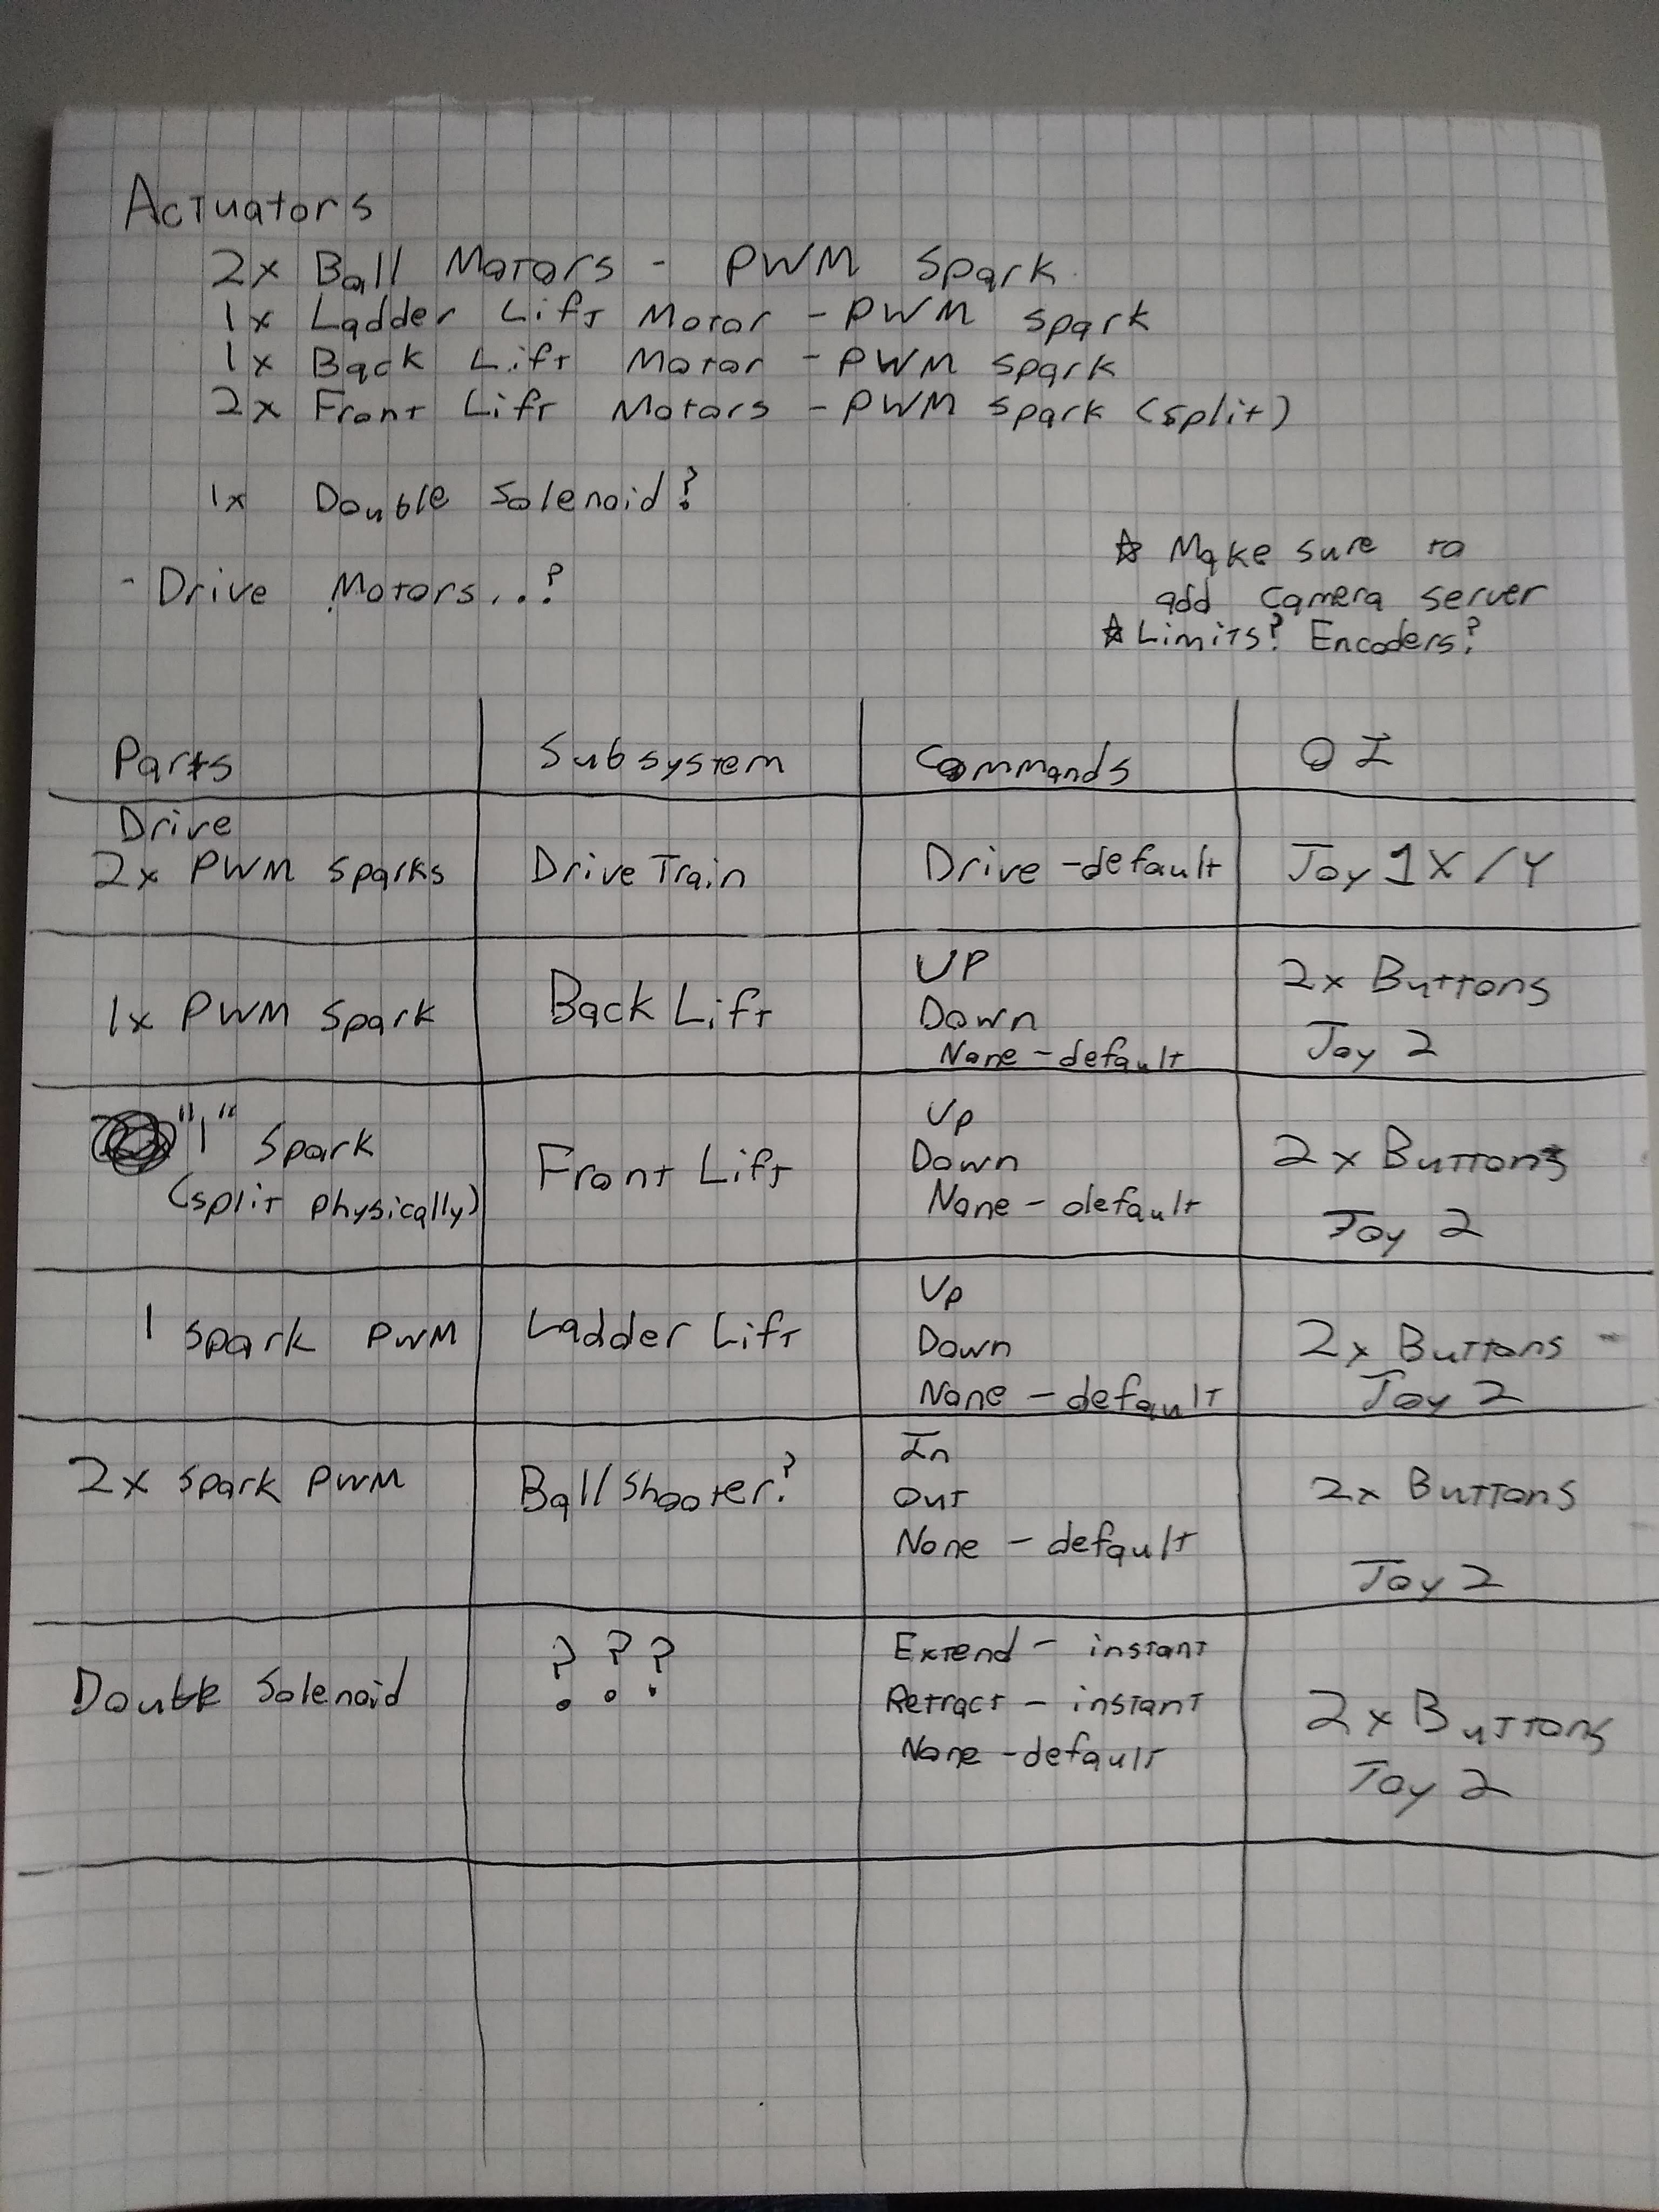 Actuators
2x Ball Motors - PWM Spark
1x Ladder Lift Motor - PWM Spark
1x Back Lift Motor - PWM Spark
2x Front Lift Motors - PWM Spark (split)
1x Double Solenoid?
- Drive Motors...?
☆ Make sure to
add camera server
☆ Limits? Encoders?
Parts Subsystem Commands OI
Drive
2x PWM Sparks DriveTrain Drive - default Joy 1 X/Y
1x PWM Spark Back Lift
UP
Down
None - default
2x Buttons
Joy 2
"1" Spark
(split physically)
Front Lift
Up
Down
None - default
2x Buttons
Joy 2
1 Spark PWM Ladder Lift
Up
Down
None - default
2x Buttons
Joy 2
2x Spark PWM Ball Shooter?
In
Out
None - default
2x Buttons
Joy 2
Double Solenoid ???
Extend - instant
Retract - instant
None - default
2x Buttons
Joy 2